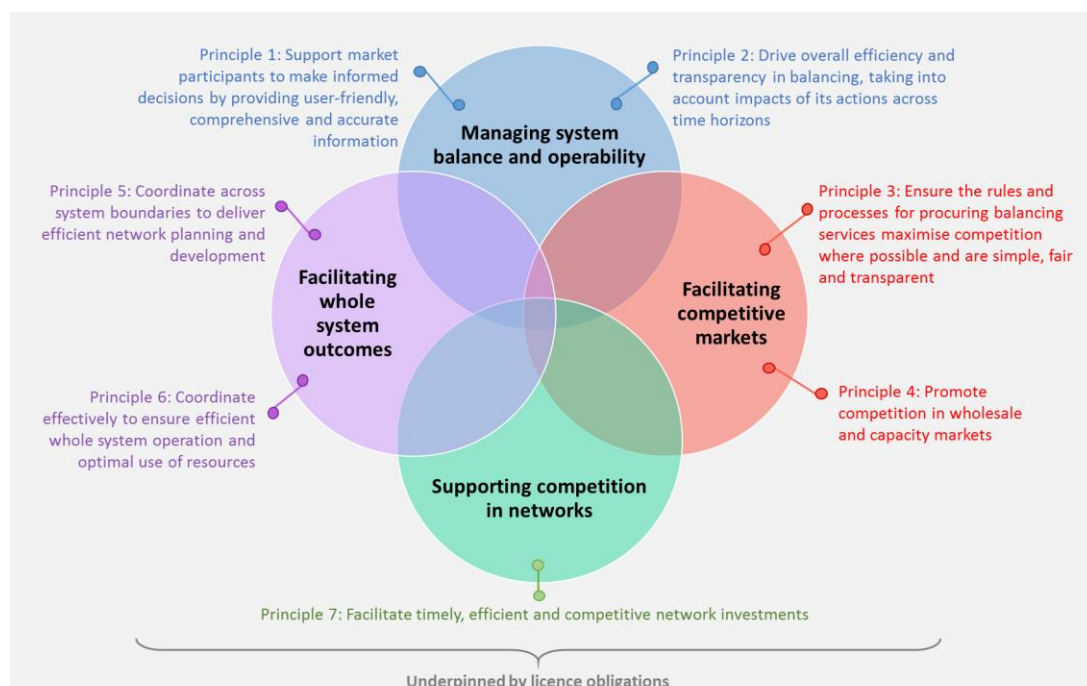 Principle 1: Support market
participants to make informed
decisions by providing user-friendly,
comprehensive and accurate
information
Principle 2: Drive overall efficiency and
transparency in balancing, taking into
account impacts of its actions across
time horizons
Managing system
balance and operability
Principle 5: Coordinate across
system boundaries to deliver
efficient network planning and
development
Principle 3: Ensure the rules and
processes for procuring balancing
services maximise competition
where possible and are simple, fair
and transparent
Facilitating
whole
system
outcomes
Facilitating
competitive
markets
Principle 6: Coordinate
effectively to ensure efficient
whole system operation and
optimal use of resources
Principle 4: Promote
competition in wholesale
and capacity markets
Supporting competition
in networks
Principle 7: Facilitate timely, efficient and competitive network investments
Underpinned by licence obligations